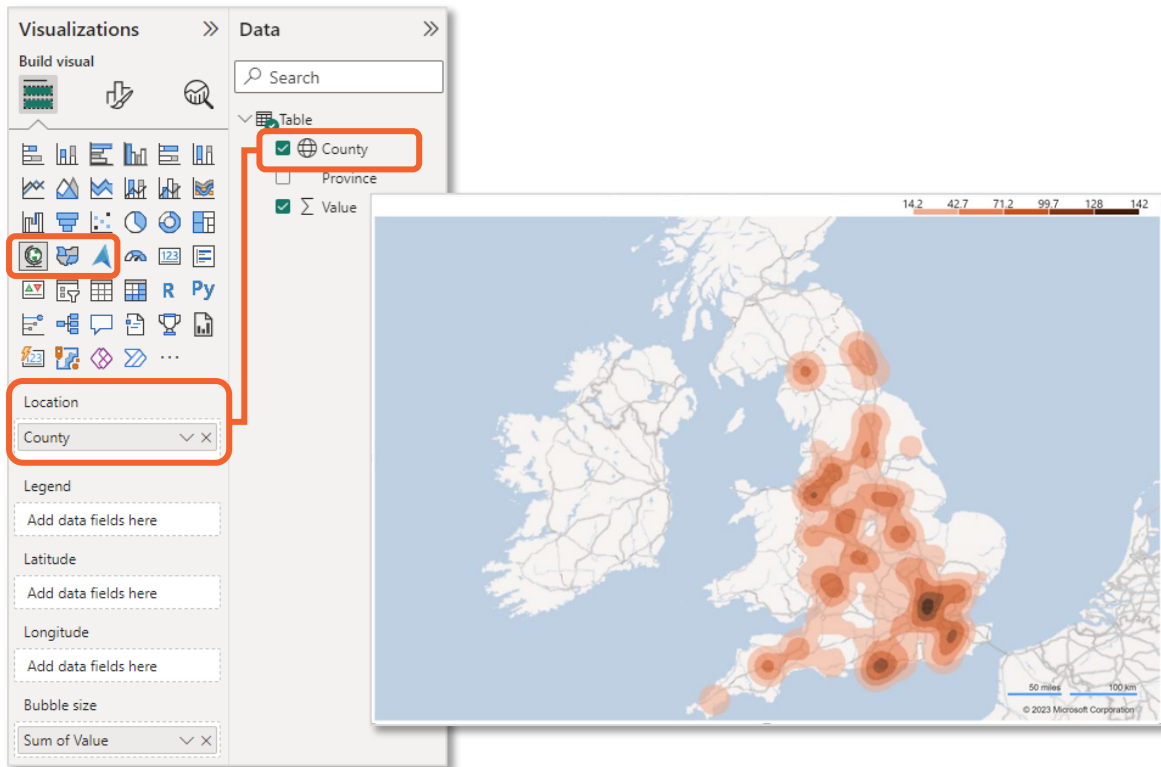 Visualizations
Build visual
123
R
Py
123
...
Location
County
Legend
Add data fields here
Latitude
Add data fields here
Longitude
Add data fields here
Bubble size
Sum of Value
Data
Search
Table
County
Province
Σ Value
14.2 42.7 71.2 99.7 128 142
50 miles 100 km
© 2023 Microsoft Corporation